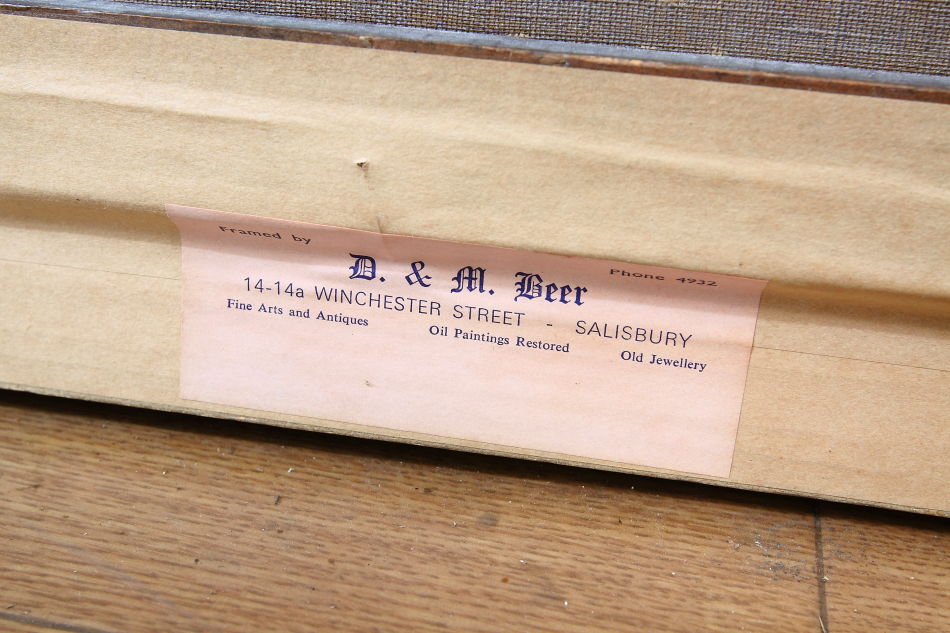 Framed by
Phone 4932
D. & M. Beer
14-14a WINCHESTER STREET - SALISBURY
Fine Arts and Antiques Oil Paintings Restored Old Jewellery